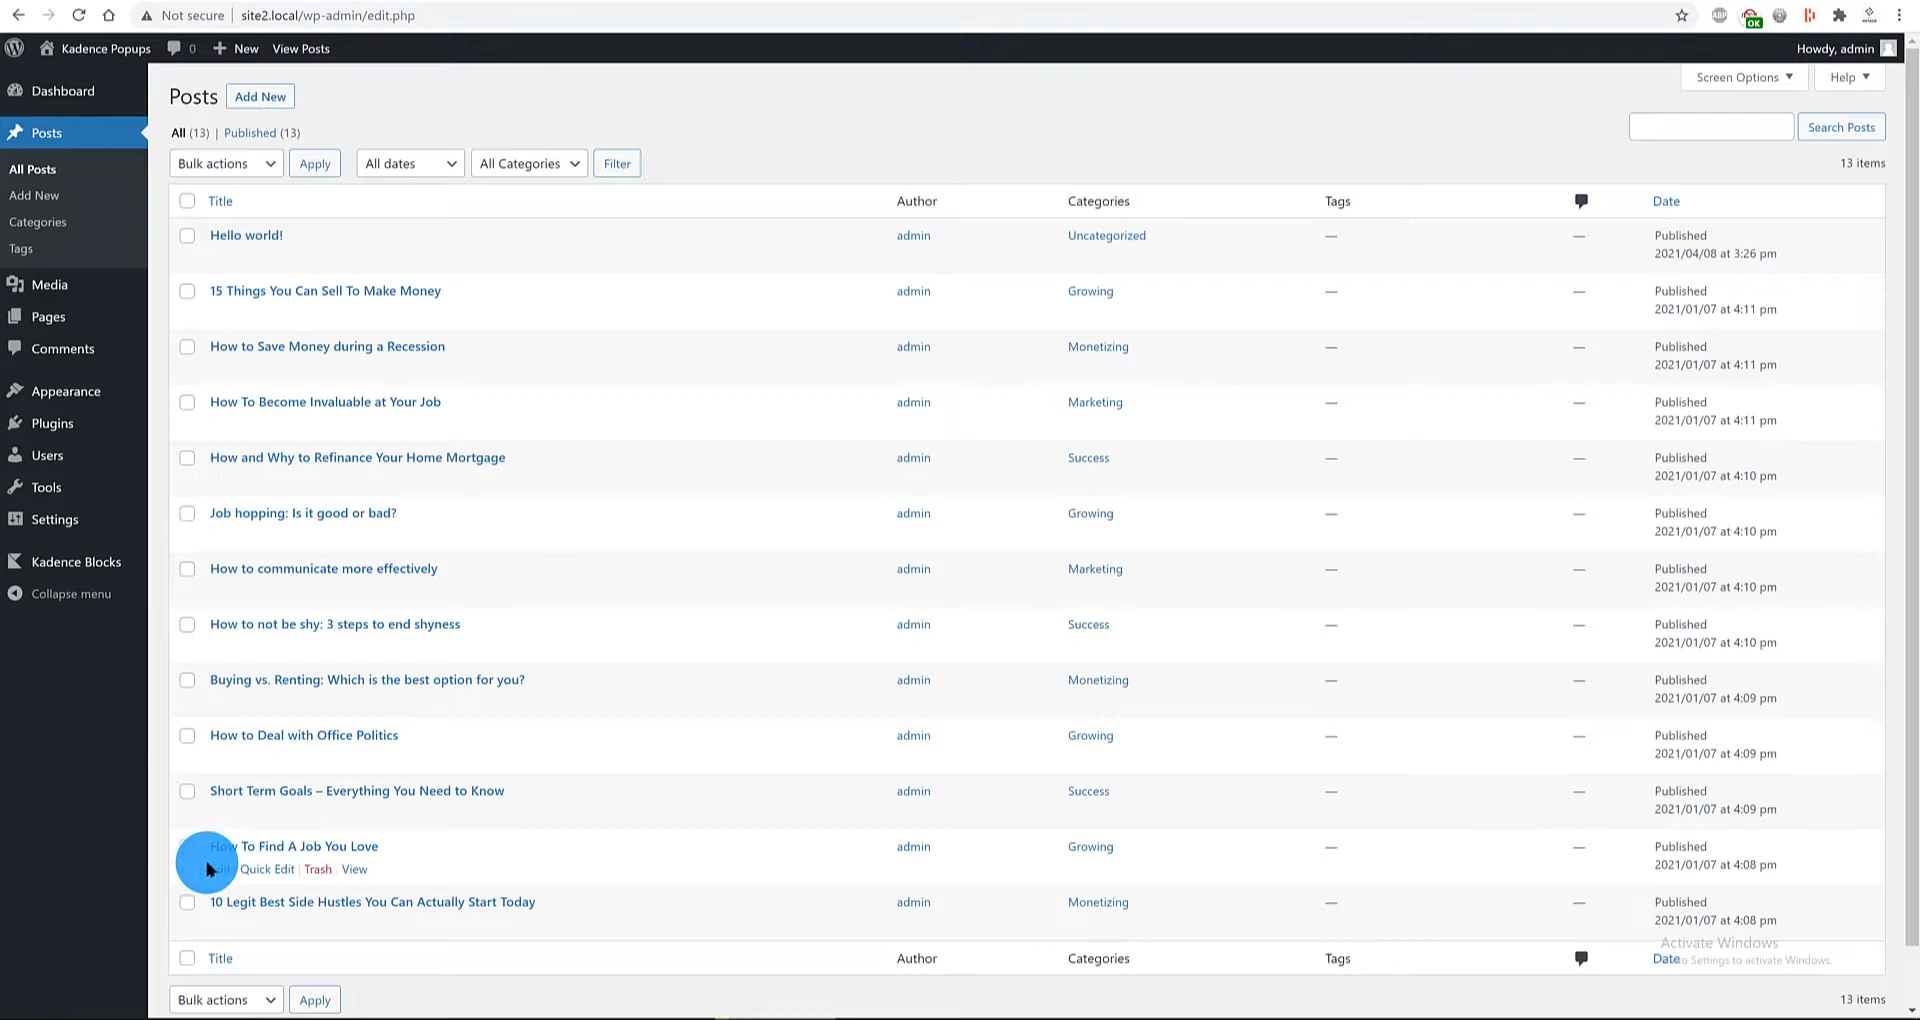 Not secure site2.local/wp-admin/edit.php ABP OK
Kadence Popups 0 New View Posts Howdy, admin
Screen Options Help
Dashboard
Posts
All Posts
Add New
Categories
Tags
Media
Pages
Comments
Appearance
Plugins
Users
Tools
Settings
Kadence Blocks
Collapse menu
Posts Add New
All (13) | Published (13)
Search Posts
Bulk actions Apply All dates All Categories Filter 13 items
Title Author Categories Tags Date
Hello world! admin Uncategorized — — Published
2021/04/08 at 3:26 pm
15 Things You Can Sell To Make Money admin Growing — — Published
2021/01/07 at 4:11 pm
How to Save Money during a Recession admin Monetizing — — Published
2021/01/07 at 4:11 pm
How To Become Invaluable at Your Job admin Marketing — — Published
2021/01/07 at 4:11 pm
How and Why to Refinance Your Home Mortgage admin Success — — Published
2021/01/07 at 4:10 pm
Job hopping: Is it good or bad? admin Growing — — Published
2021/01/07 at 4:10 pm
How to communicate more effectively admin Marketing — — Published
2021/01/07 at 4:10 pm
How to not be shy: 3 steps to end shyness admin Success — — Published
2021/01/07 at 4:10 pm
Buying vs. Renting: Which is the best option for you? admin Monetizing — — Published
2021/01/07 at 4:09 pm
How to Deal with Office Politics admin Growing — — Published
2021/01/07 at 4:09 pm
Short Term Goals – Everything You Need to Know admin Success — — Published
2021/01/07 at 4:09 pm
How To Find A Job You Love admin Growing — — Published
2021/01/07 at 4:08 pm
Quick Edit | Trash | View
10 Legit Best Side Hustles You Can Actually Start Today admin Monetizing — — Published
2021/01/07 at 4:08 pm
Activate Windows
Title Author Categories Tags Date
to Settings to activate Windows.
Bulk actions Apply 13 items